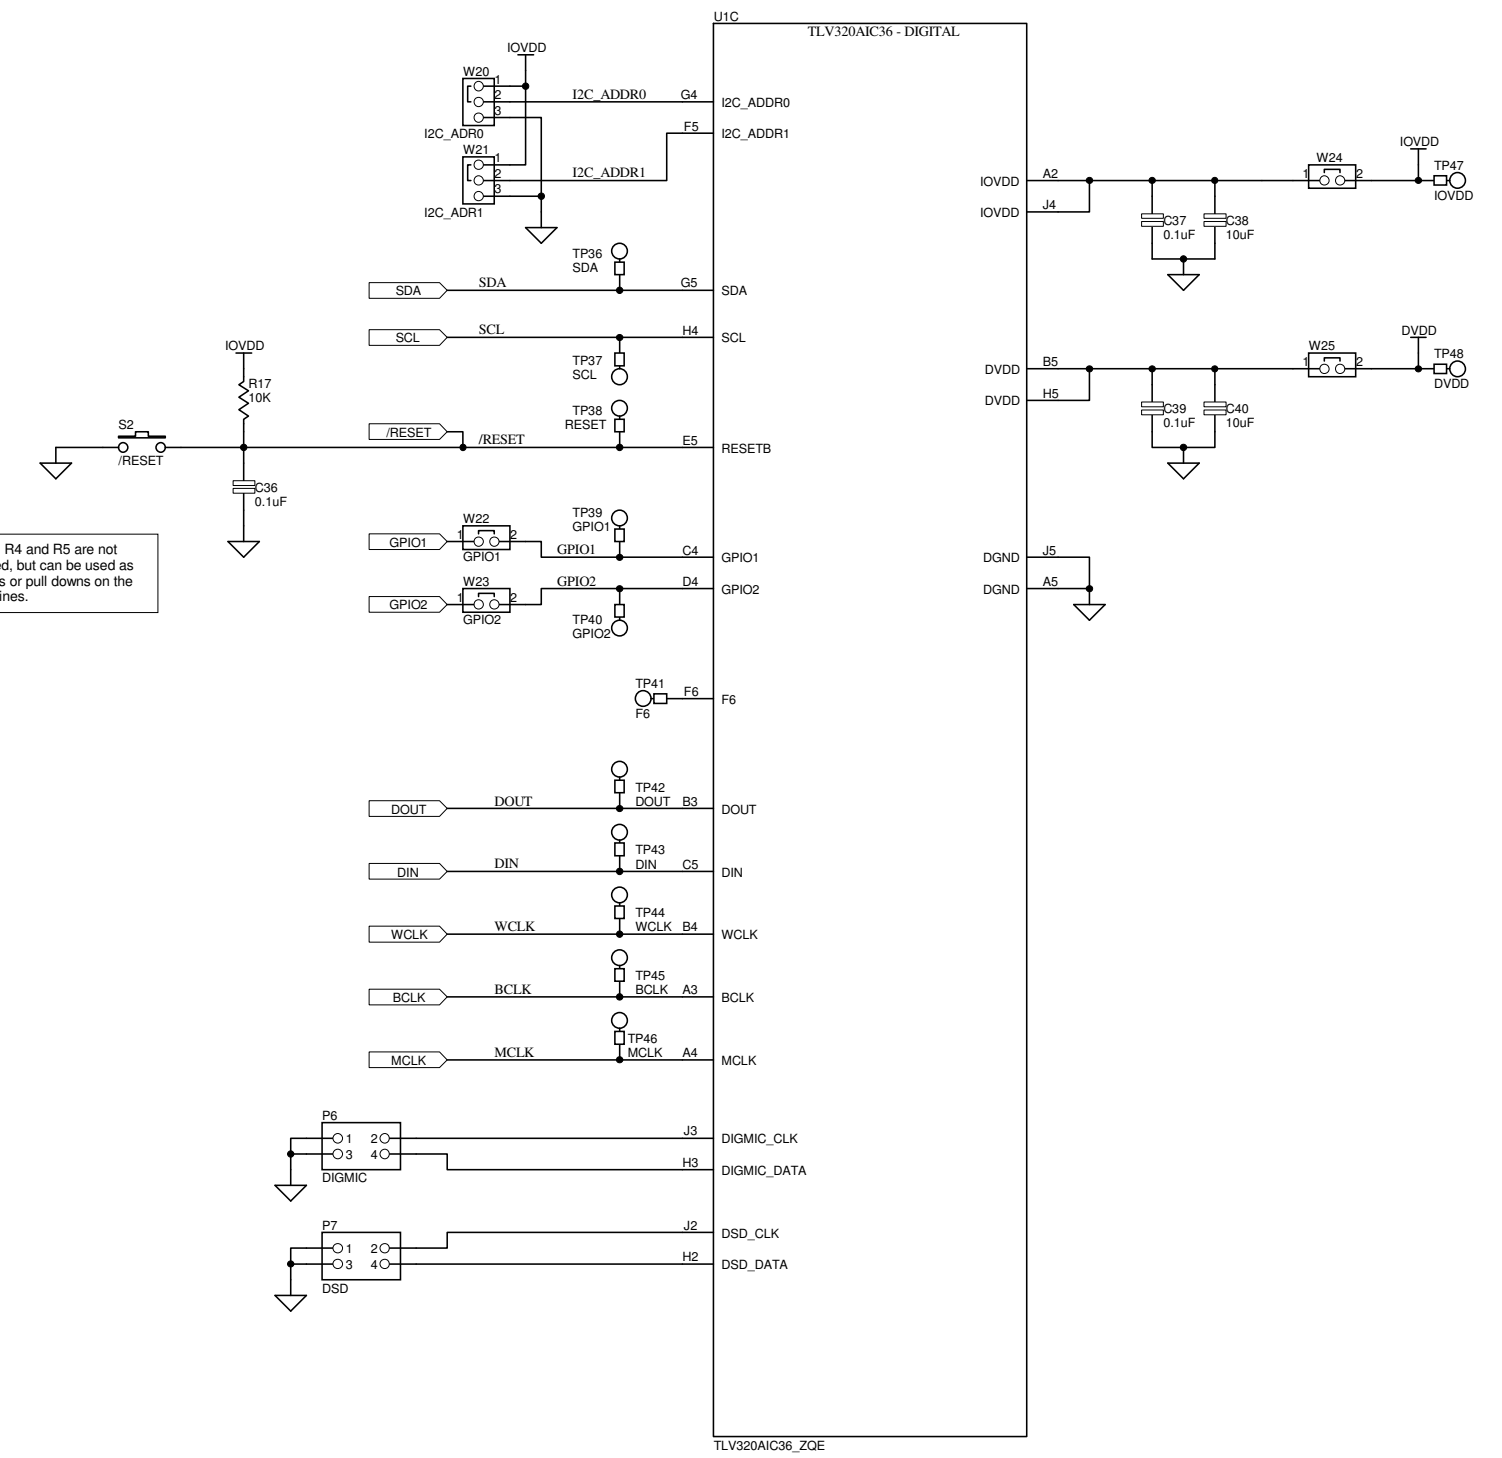 U1C
TLV320AIC36 - DIGITAL
IOVDD
W20
1
2
3
I2C_ADR0
I2C_ADDR0
G4
I2C_ADDR0
F5
I2C_ADDR1
W21
1
2
3
I2C_ADR1
I2C_ADDR1
TP36
SDA
SDA
SDA
G5
SDA
SCL
SCL
H4
SCL
TP37
SCL
IOVDD
R17
10K
S2
/RESET
C36
0.1uF
/RESET
/RESET
TP38
RESET
E5
RESETB
R4 and R5 are not
ed, but can be used as
s or pull downs on the
ines.
GPIO1
W22
1
2
GPIO1
GPIO1
TP39
GPIO1
C4
GPIO1
GPIO2
W23
1
2
GPIO2
GPIO2
D4
GPIO2
TP40
GPIO2
TP41
F6
F6
F6
TP42
DOUT
DOUT
DOUT
B3
DOUT
TP43
DIN
DIN
DIN
C5
DIN
TP44
WCLK
WCLK
WCLK
B4
WCLK
TP45
BCLK
BCLK
BCLK
A3
BCLK
TP46
MCLK
MCLK
MCLK
A4
MCLK
P6
1 2
3 4
DIGMIC
J3
DIGMIC_CLK
H3
DIGMIC_DATA
P7
1 2
3 4
DSD
J2
DSD_CLK
H2
DSD_DATA
IOVDD
A2
IOVDD
J4
C37
0.1uF
C38
10uF
W24
1
2
IOVDD
TP47
IOVDD
DVDD
B5
DVDD
H5
C39
0.1uF
C40
10uF
W25
1
2
DVDD
TP48
DVDD
DGND
J5
DGND
A5
TLV320AIC36_ZQE